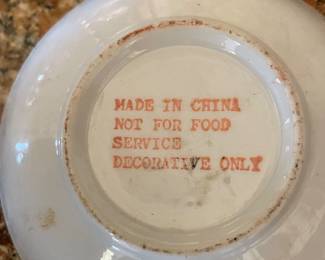 MADE IN CHINA
NOT FOR FOOD
SERVICE
DECORATIVE ONLY